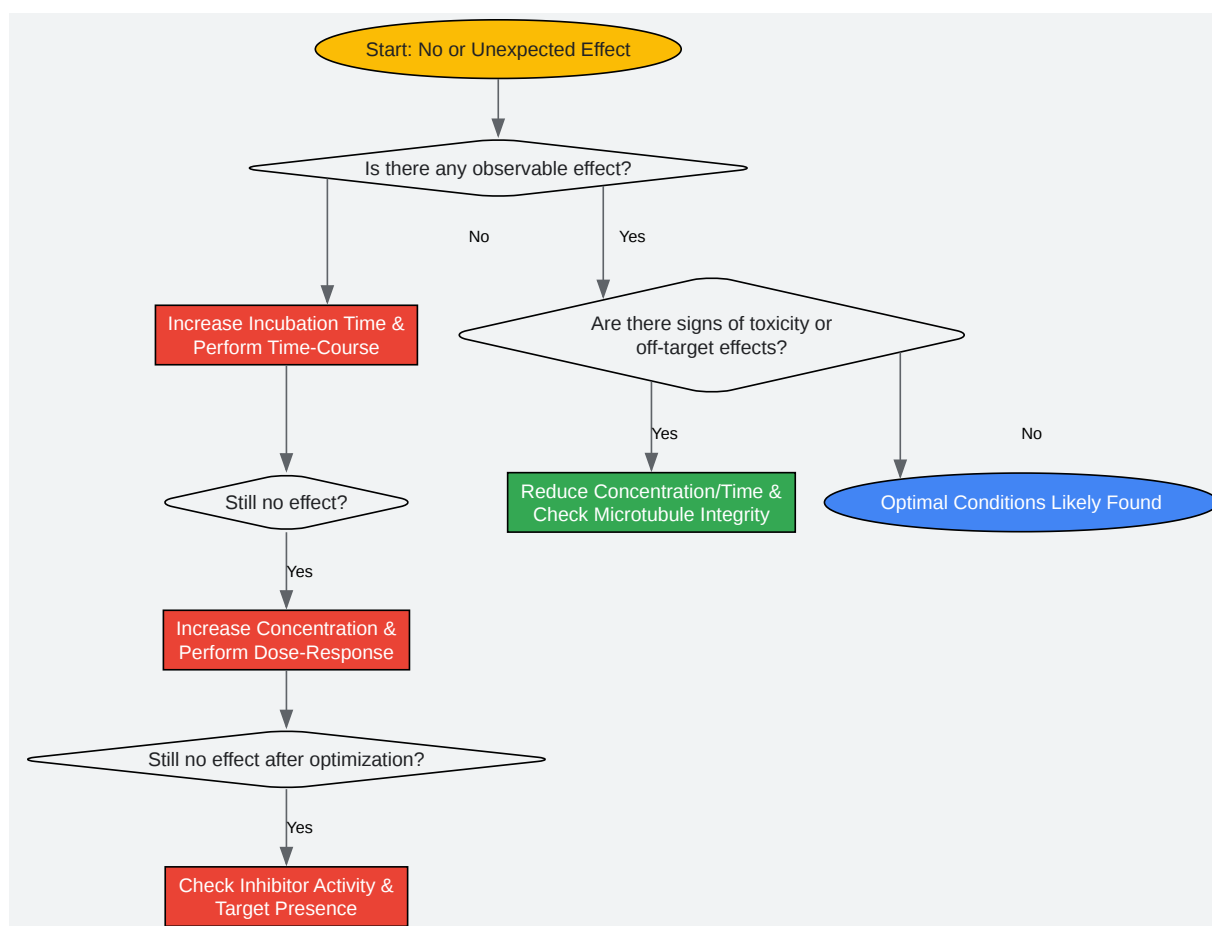 Start: No or Unexpected Effect
Is there any observable effect?
No
Yes
Increase Incubation Time &
Perform Time-Course
Are there signs of toxicity or
off-target effects?
Yes
No
Still no effect?
Reduce Concentration/Time &
Check Microtubule Integrity
Optimal Conditions Likely Found
Yes
Increase Concentration &
Perform Dose-Response
Still no effect after optimization?
Yes
Check Inhibitor Activity &
Target Presence